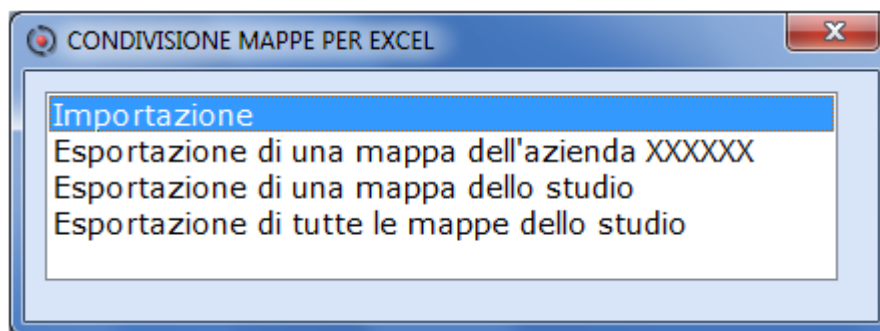 CONDIVISIONE MAPPE PER EXCEL
Importazione
Esportazione di una mappa dell'azienda XXXXXX
Esportazione di una mappa dello studio
Esportazione di tutte le mappe dello studio